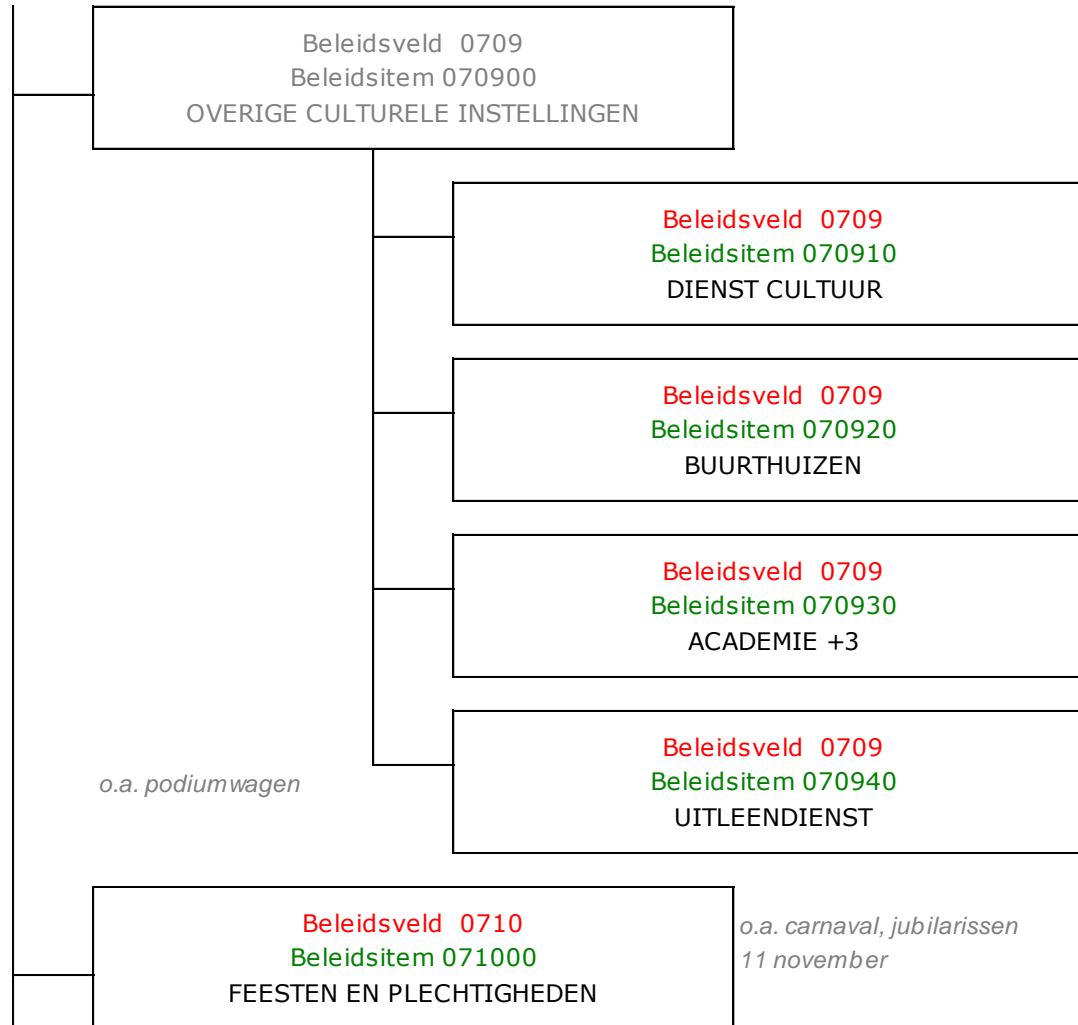 Beleidsveld 0709
Beleidsitem 070900
OVERIGE CULTURELE INSTELLINGEN
Beleidsveld 0709
Beleidsitem 070910
DIENST CULTUUR
Beleidsveld 0709
Beleidsitem 070920
BUURTHUIZEN
Beleidsveld 0709
Beleidsitem 070930
ACADEMIE +3
Beleidsveld 0709
o.a. podiumwagen
Beleidsitem 070940
UITLEENDIENST
Beleidsveld 0710
Beleidsitem 071000
FEESTEN EN PLECHTIGHEDEN
o.a. carnaval, jubilarissen
11 november